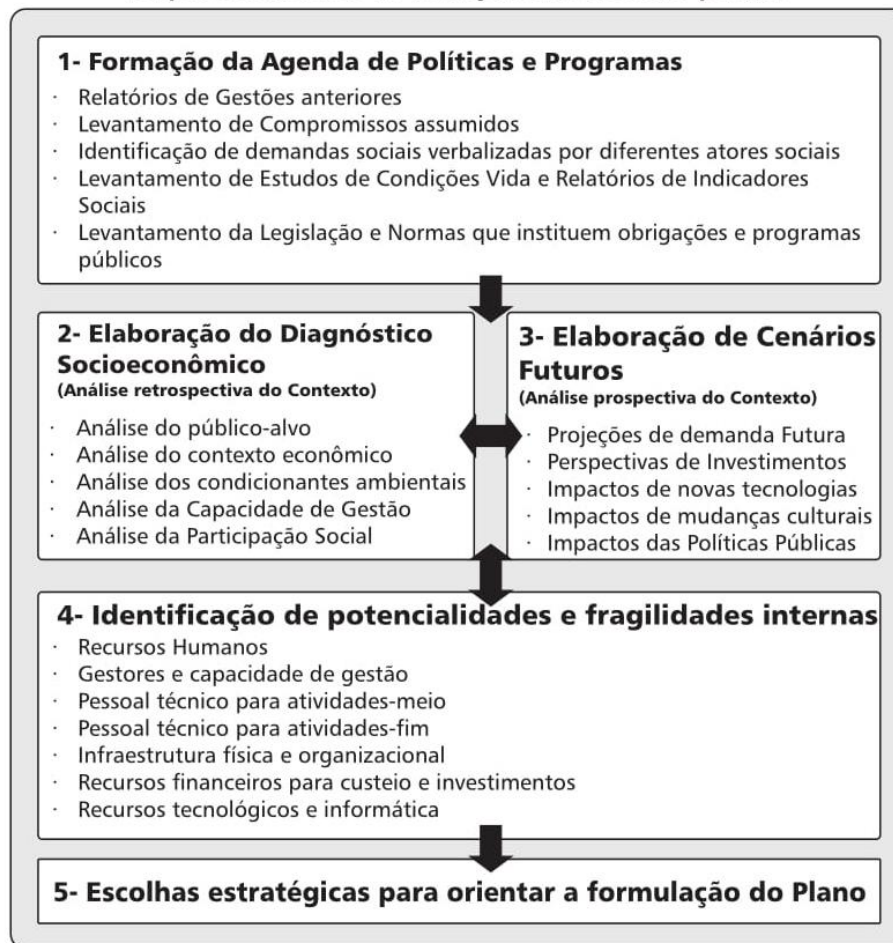 1- Formação da Agenda de Políticas e Programas
· Relatórios de Gestões anteriores
· Levantamento de Compromissos assumidos
· Identificação de demandas sociais verbalizadas por diferentes atores sociais
· Levantamento de Estudos de Condições Vida e Relatórios de Indicadores
Sociais
· Levantamento da Legislação e Normas que instituem obrigações e programas
públicos
2- Elaboração do Diagnóstico
Socioeconômico
(Análise retrospectiva do Contexto)
· Análise do público-alvo
· Análise do contexto econômico
· Análise dos condicionantes ambientais
· Análise da Capacidade de Gestão
· Análise da Participação Social
3- Elaboração de Cenários
Futuros
(Análise prospectiva do Contexto)
· Projeções de demanda Futura
· Perspectivas de Investimentos
· Impactos de novas tecnologias
· Impactos de mudanças culturais
· Impactos das Políticas Públicas
4- Identificação de potencialidades e fragilidades internas
· Recursos Humanos
· Gestores e capacidade de gestão
· Pessoal técnico para atividades-meio
· Pessoal técnico para atividades-fim
· Infraestrutura física e organizacional
· Recursos financeiros para custeio e investimentos
· Recursos tecnológicos e informática
5- Escolhas estratégicas para orientar a formulação do Plano